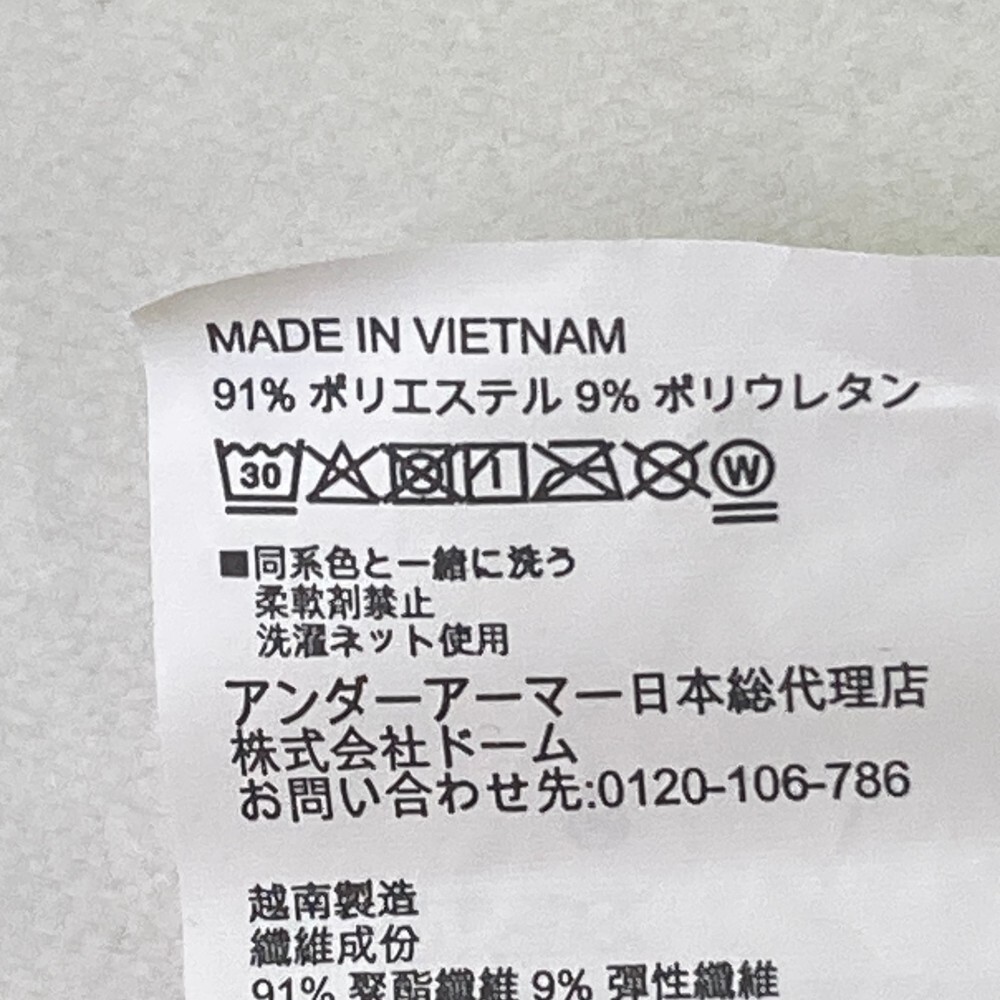 MADE IN VIETNAM
91% ポリエステル 9% ポリウレタン
30 W
■同系色と一緒に洗う
柔軟剤禁止
洗濯ネット使用
アンダーアーマー日本総代理店
株式会社ドーム
お問い合わせ先:0120-106-786
越南製造
纖維成份
91% 聚酯纖維 9% 彈性纖維